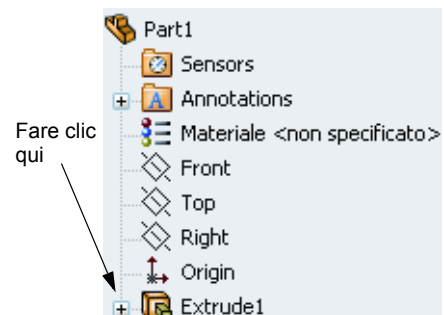 Part1
Sensors
Annotations
Materiale <non specificato>
Front
Top
Right
Origin
Extrude1
Fare clic
qui